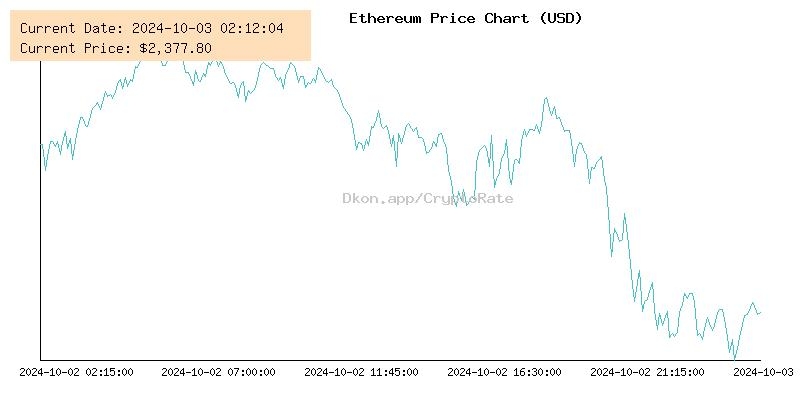 Ethereum Price Chart (USD)
Current Date: 2024-10-03 02:12:04
Current Price: $2,377.80
Dkon.app/CryptoRate
2024-10-02 02:15:00 2024-10-02 07:00:00 2024-10-02 11:45:00 2024-10-02 16:30:00 2024-10-02 21:15:00 2024-10-03